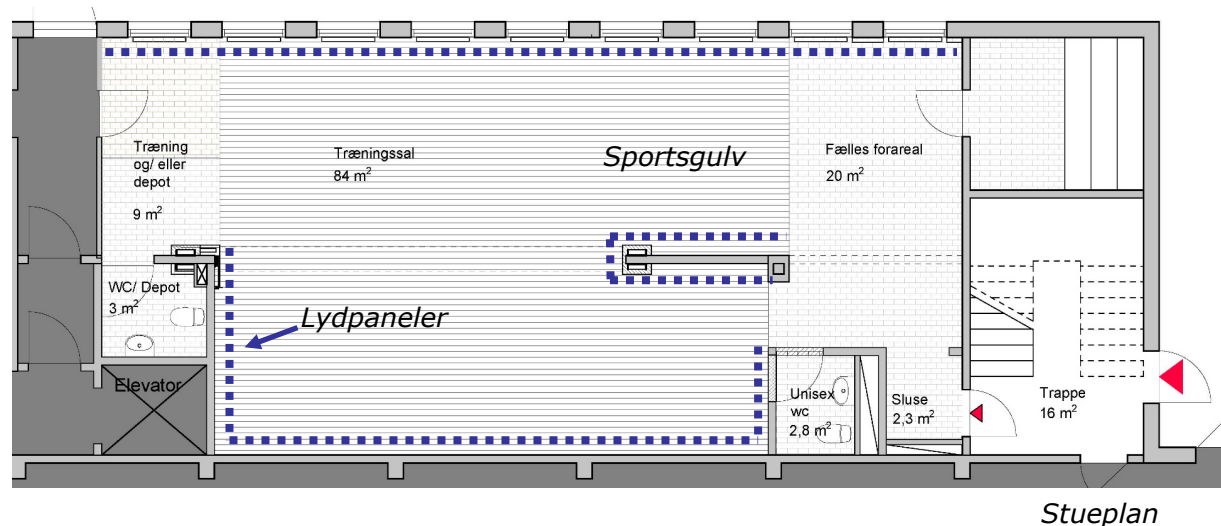 Træning
og/ eller
depot
9 m²
Træningssal
84 m²
Sportsgulv
Fælles forareal
20 m²
WC/ Depot
3 m²
Lydpaneler
Elevator
Unisex
wc
2,8 m²
Sluse
2,3 m²
Trappe
16 m²
Stueplan